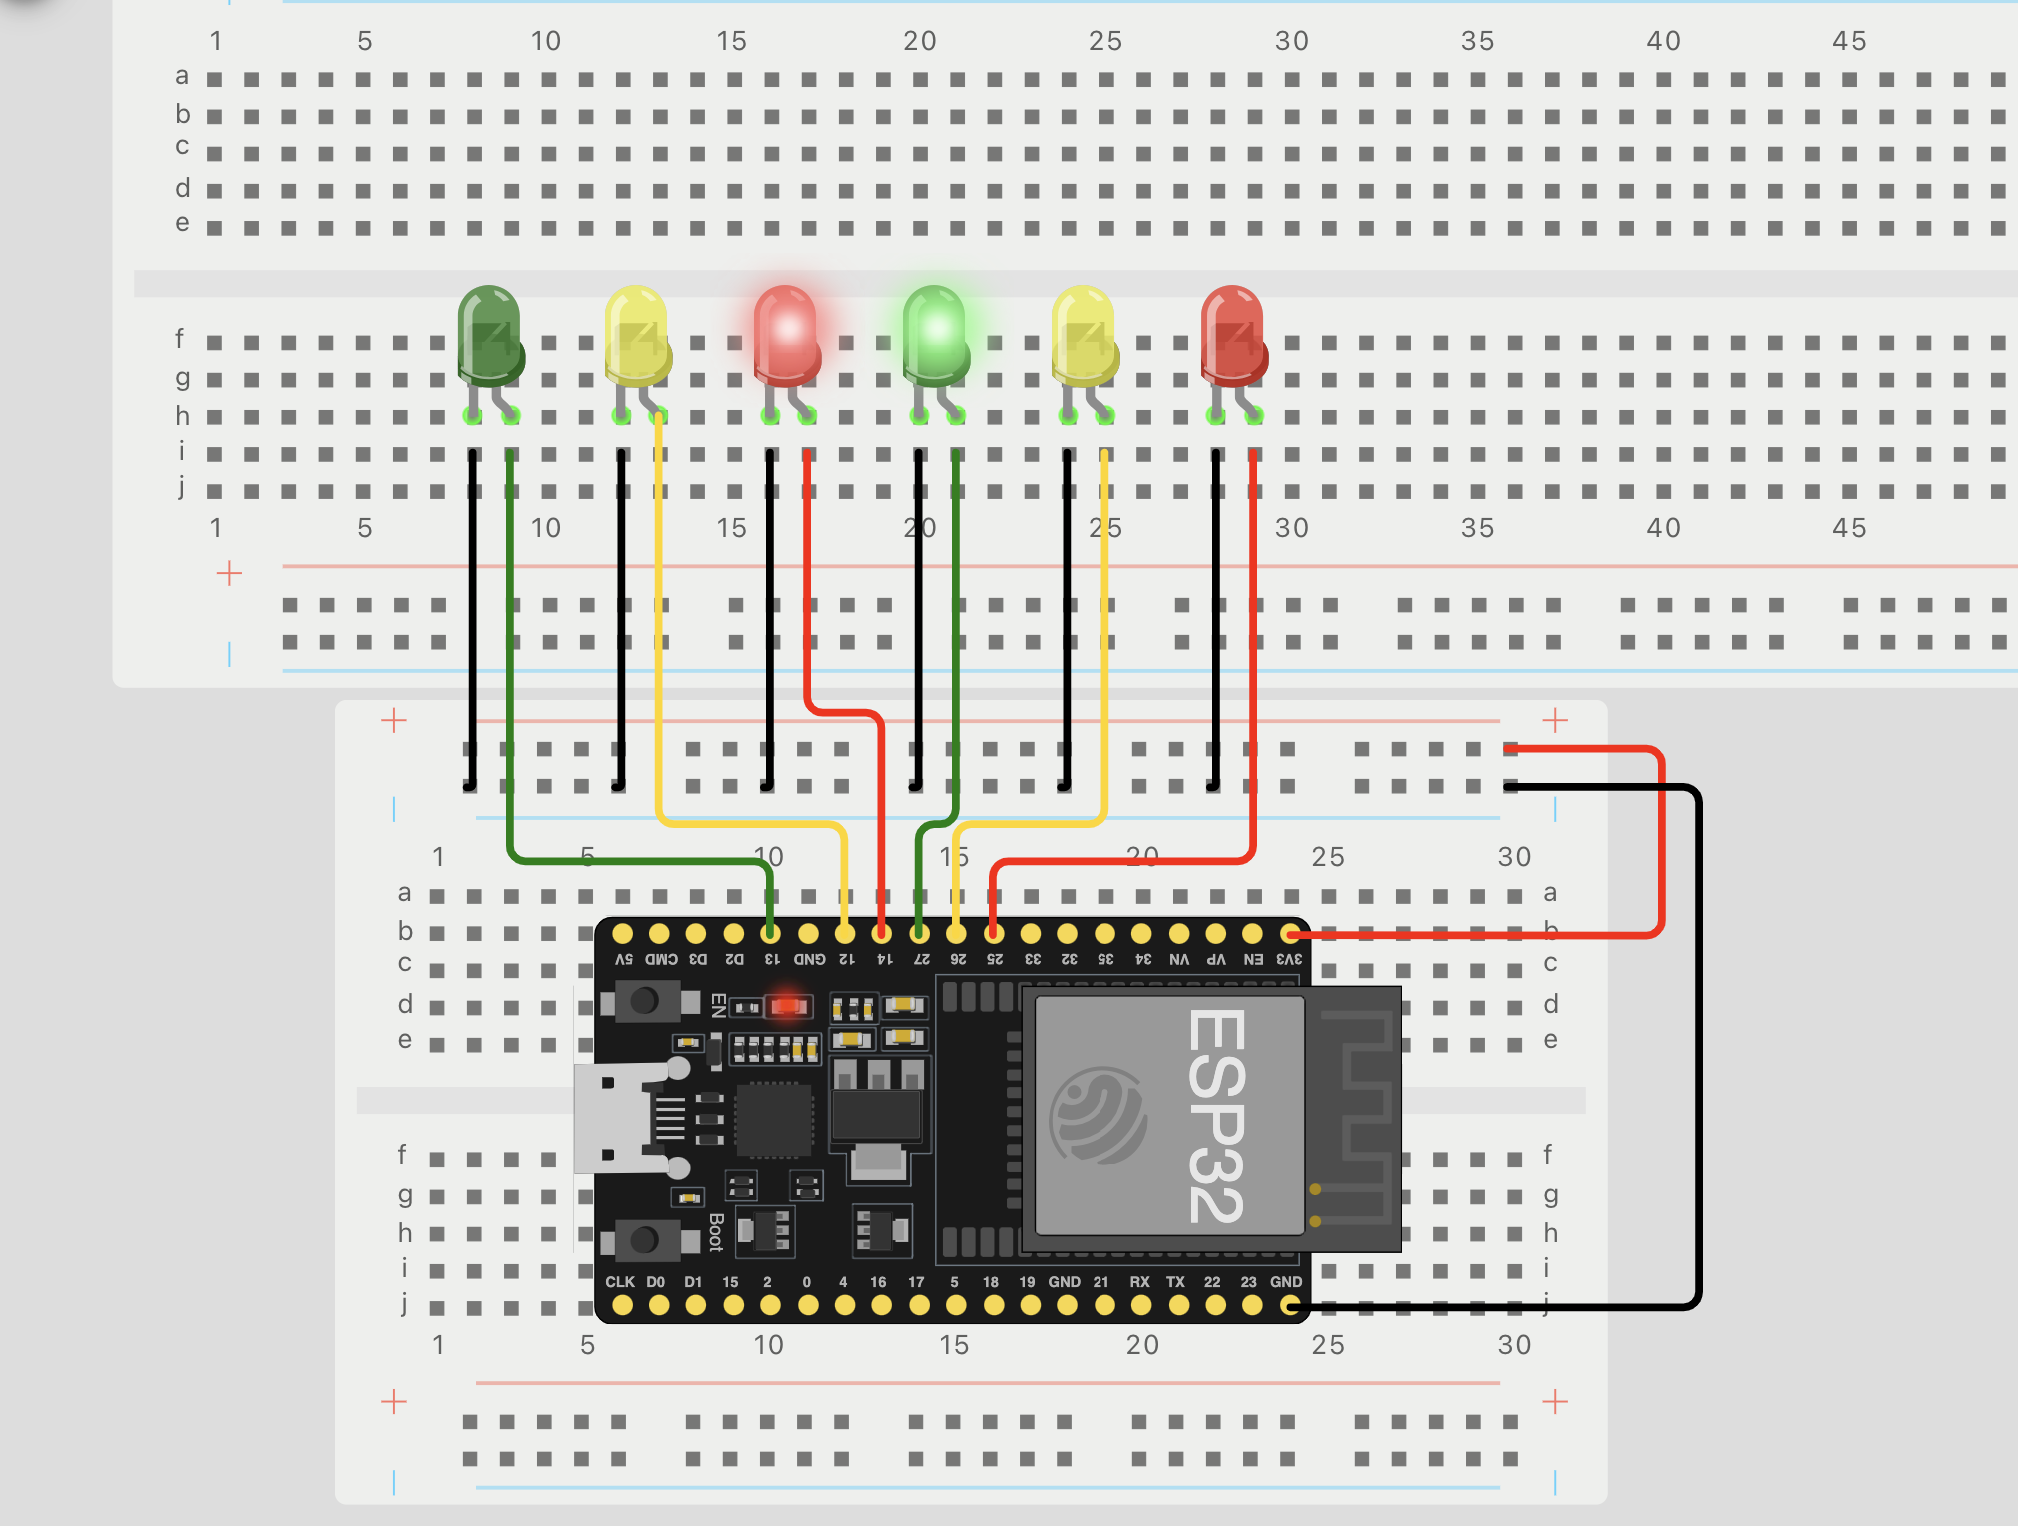 1 5 10 15 20 25 30 35 40 45
a
b
c
d
e
f
g
h
i
j
1 5 10 15 20 25 30 35 40 45
+
+ +
1 5 10 15 20 25 30
a a
b b
c c
d d
e e
5V CMD D3 D2 13 GND 12 14 27 26 25 33 32 35 34 VN VP EN 3V3
EN
ESP32
Boot
f f
g g
h h
i i
j j
CLK D0 D1 15 2 0 4 16 17 5 18 19 GND 21 RX TX 22 23 GND
1 5 10 15 20 25 30
+ +